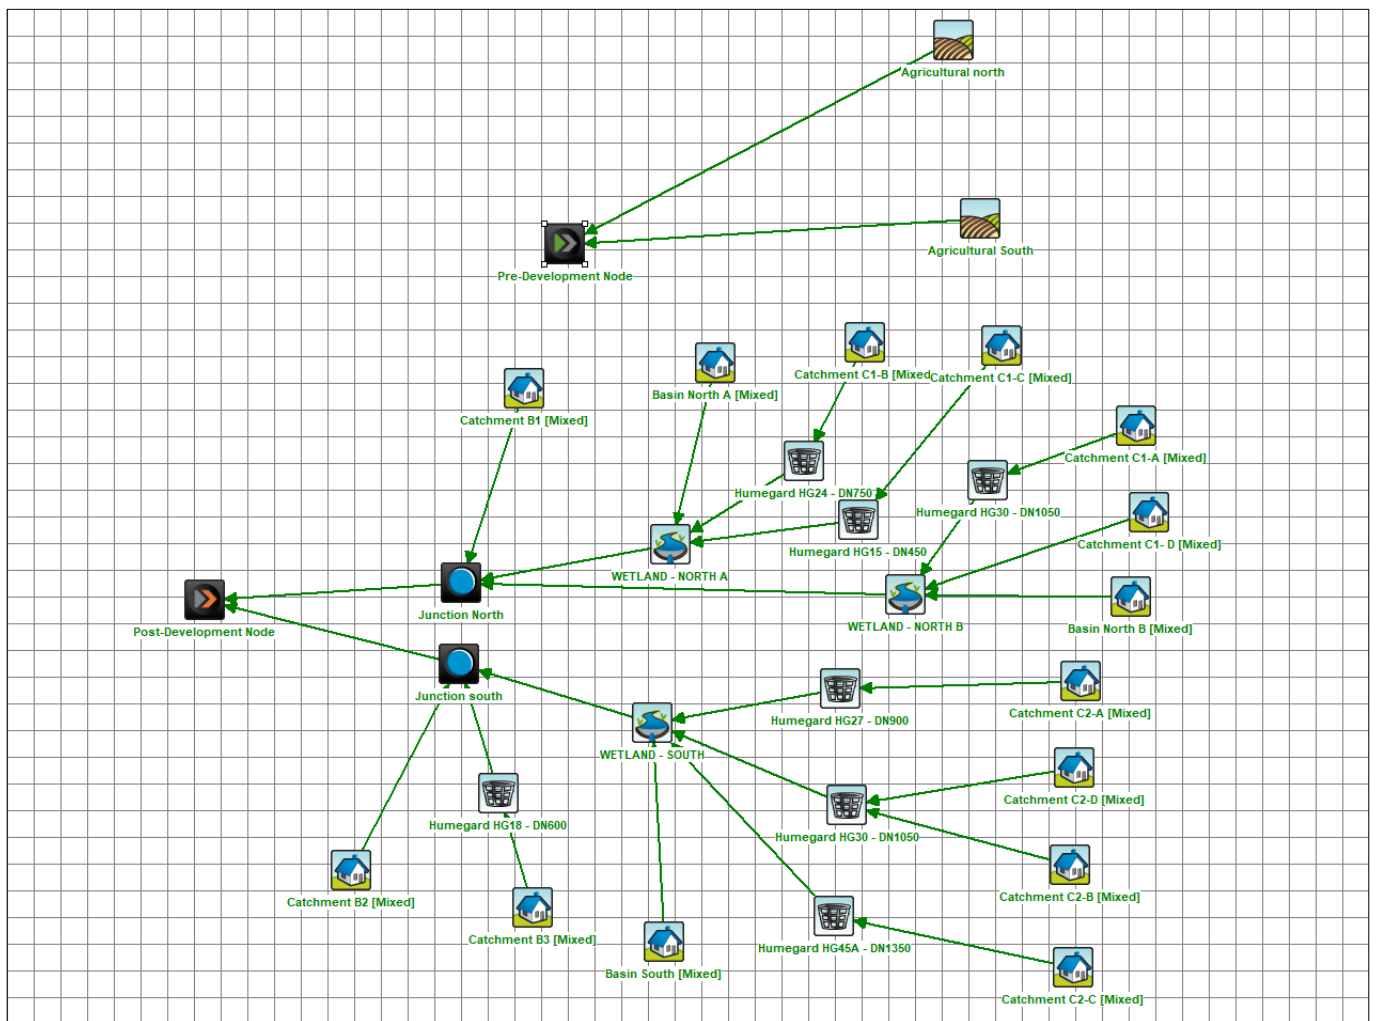 Agricultural north
Agricultural South
Pre-Development Node
Catchment C1-B [Mixed
Catchment C1-C [Mixed]
Basin North A [Mixed]
Catchment B1 [Mixed]
Catchment C1-A [Mixed]
Humegard HG24 - DN750
Humegard HG30 - DN1050
Catchment C1- D [Mixed]
Humegard HG15 - DN450
WETLAND - NORTH A
Junction North
WETLAND - NORTH B
Basin North B [Mixed]
Post-Development Node
Junction south
Catchment C2-A [Mixed]
Humegard HG27 - DN900
WETLAND - SOUTH
Catchment C2-D [Mixed]
Humegard HG18 - DN600
Humegard HG30 - DN1050
Catchment C2-B [Mixed]
Catchment B2 [Mixed]
Catchment B3 [Mixed]
Humegard HG45A - DN1350
Basin South [Mixed]
Catchment C2-C [Mixed]